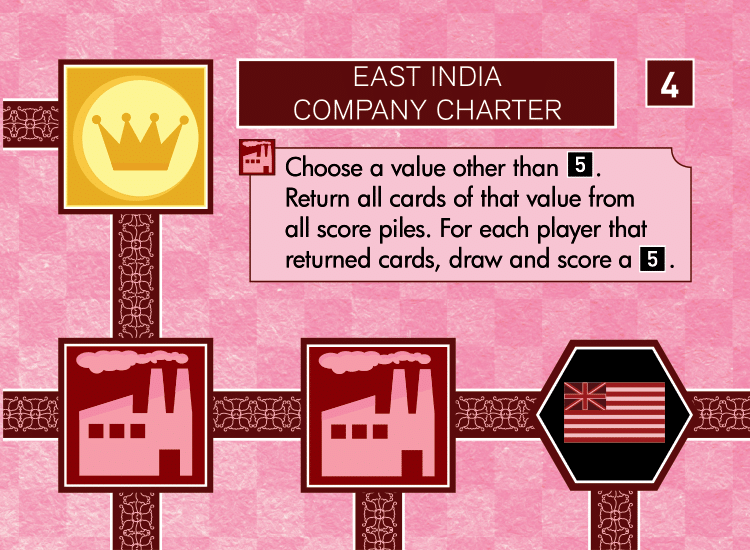 EAST INDIA
COMPANY CHARTER
4
Choose a value other than 5.
Return all cards of that value from
all score piles. For each player that
returned cards, draw and score a 5.